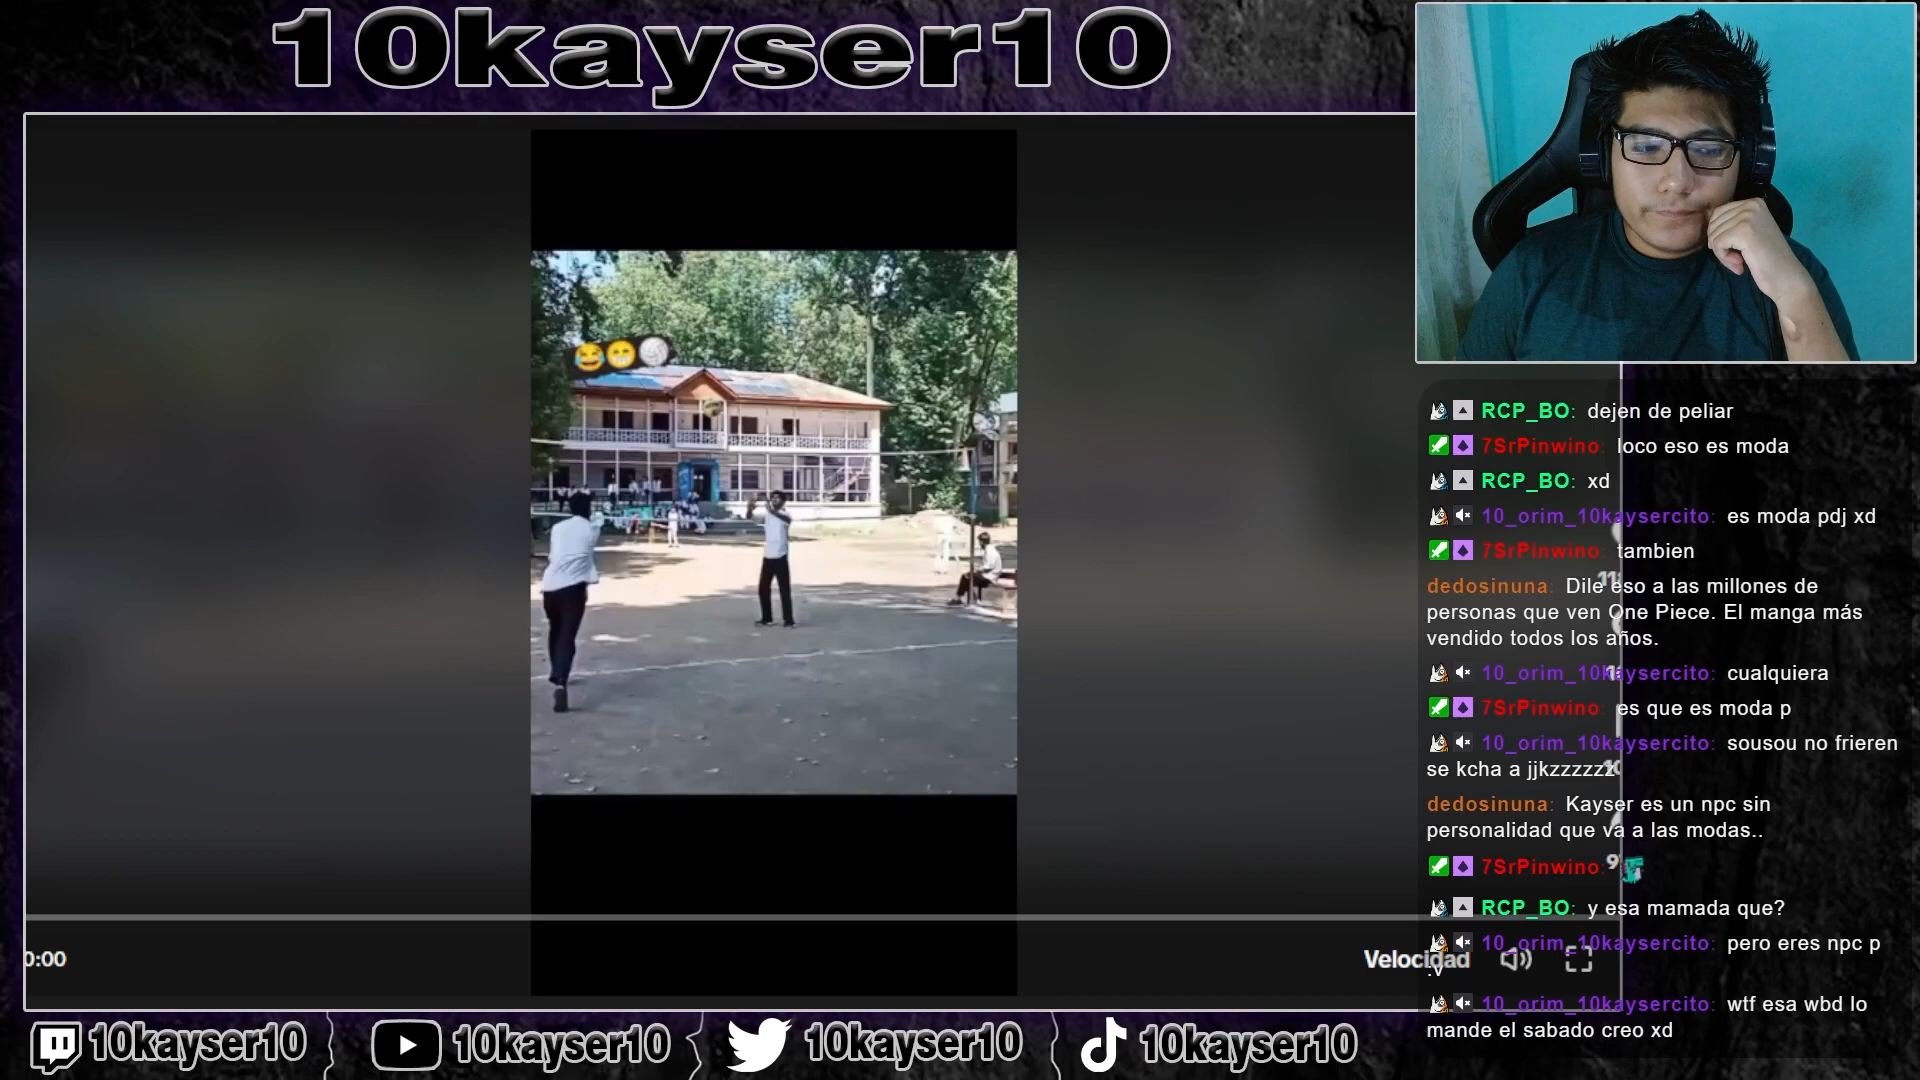 10kayser10
RCP_BO: dejen de peliar
7SrPinwino: loco eso es moda
RCP_BO: xd
10_orim_10kaysercito: es moda pdj xd
7SrPinwino: tambien
dedosinuna: Dile eso a las millones de
personas que ven One Piece. El manga más
vendido todos los años.
10_orim_10kaysercito: cualquiera
7SrPinwino: es que es moda p
10_orim_10kaysercito: sousou no frieren
se kcha a jjkzzzzzz
dedosinuna: Kayser es un npc sin
personalidad que va a las modas..
7SrPinwino:
RCP_BO: y esa mamada que?
10_orim_10kaysercito: pero eres npc p
.v
10_orim_10kaysercito: wtf esa wbd lo
mande el sabado creo xd
0:00
Velocidad
10kayser10
10kayser10
10kayser10
10kayser10